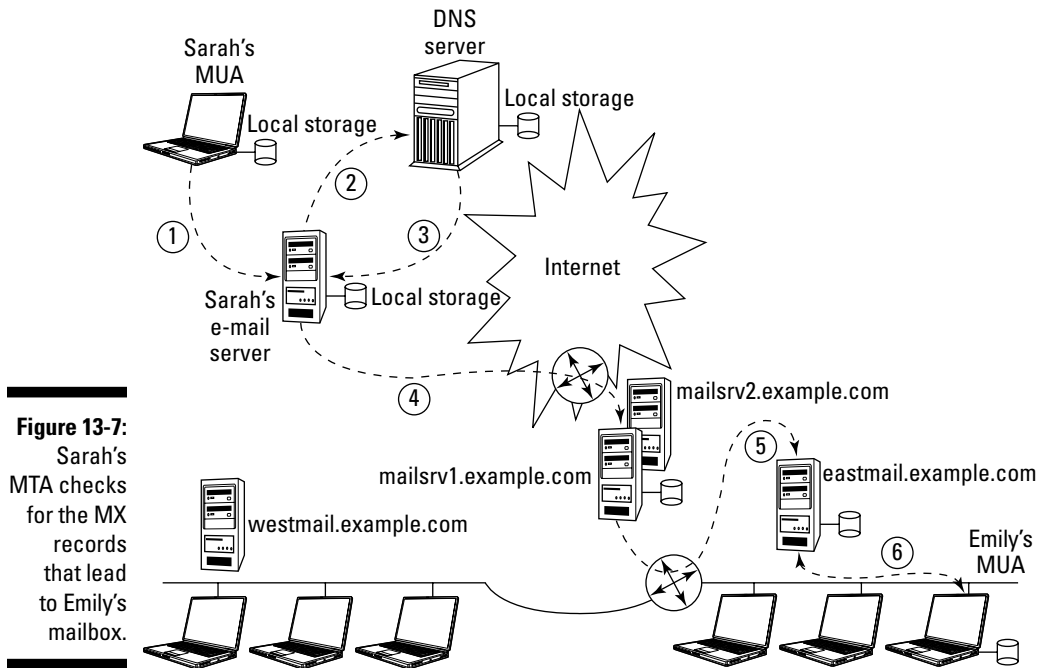 DNS
server
Sarah's
MUA
Local storage
Local storage
2
1
3
Internet
Sarah's
e-mail
server
Local storage
4
mailsrv2.example.com
5
mailsrv1.example.com
eastmail.example.com
westmail.example.com
6
Emily's
MUA
Figure 13-7:
Sarah's
MTA checks
for the MX
records
that lead
to Emily's
mailbox.